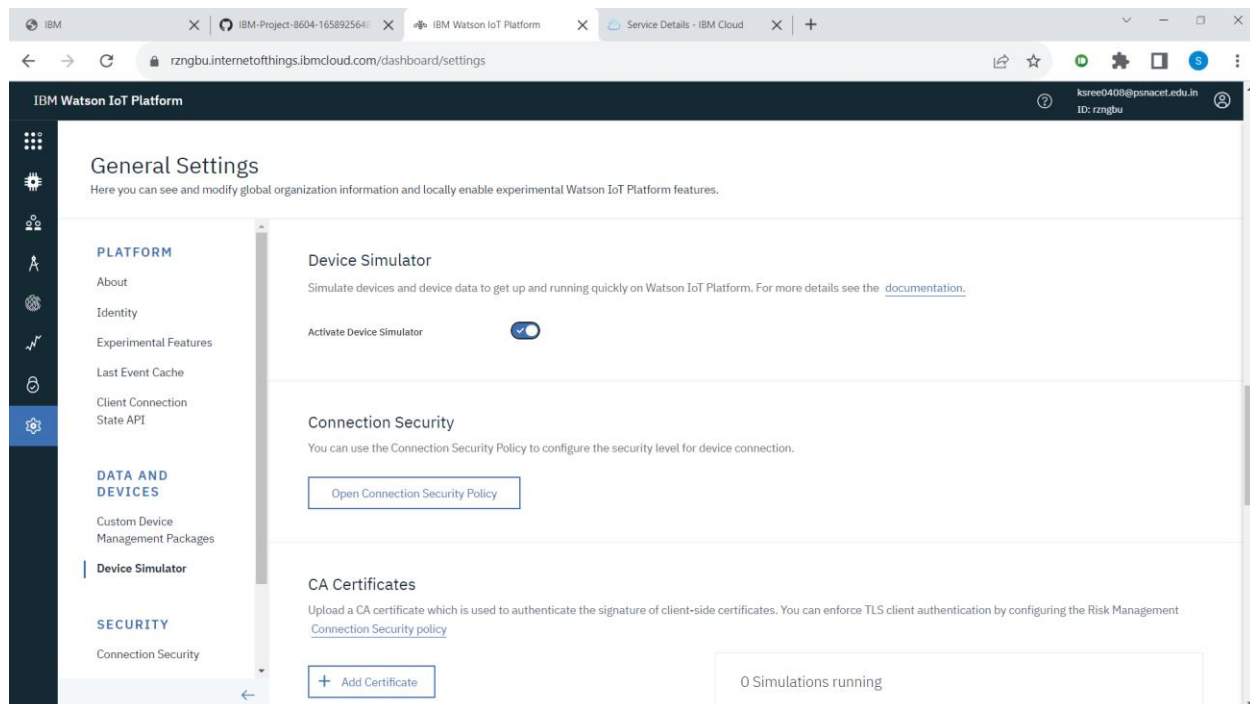 IBM
IBM-Project-8604-165892564
IBM Watson IoT Platform
Service Details - IBM Cloud
rzngbu.internetofthings.ibmcloud.com/dashboard/settings
S
IBM Watson IoT Platform
ksree0408@psnacet.edu.in
ID: rzngbu
General Settings
Here you can see and modify global organization information and locally enable experimental Watson IoT Platform features.
PLATFORM
About
Identity
Experimental Features
Last Event Cache
Client Connection
State API
DATA AND
DEVICES
Custom Device
Management Packages
Device Simulator
SECURITY
Connection Security
Device Simulator
Simulate devices and device data to get up and running quickly on Watson IoT Platform. For more details see the documentation.
Activate Device Simulator
Connection Security
You can use the Connection Security Policy to configure the security level for device connection.
Open Connection Security Policy
CA Certificates
Upload a CA certificate which is used to authenticate the signature of client-side certificates. You can enforce TLS client authentication by configuring the Risk Management
Connection Security policy
+ Add Certificate
0 Simulations running